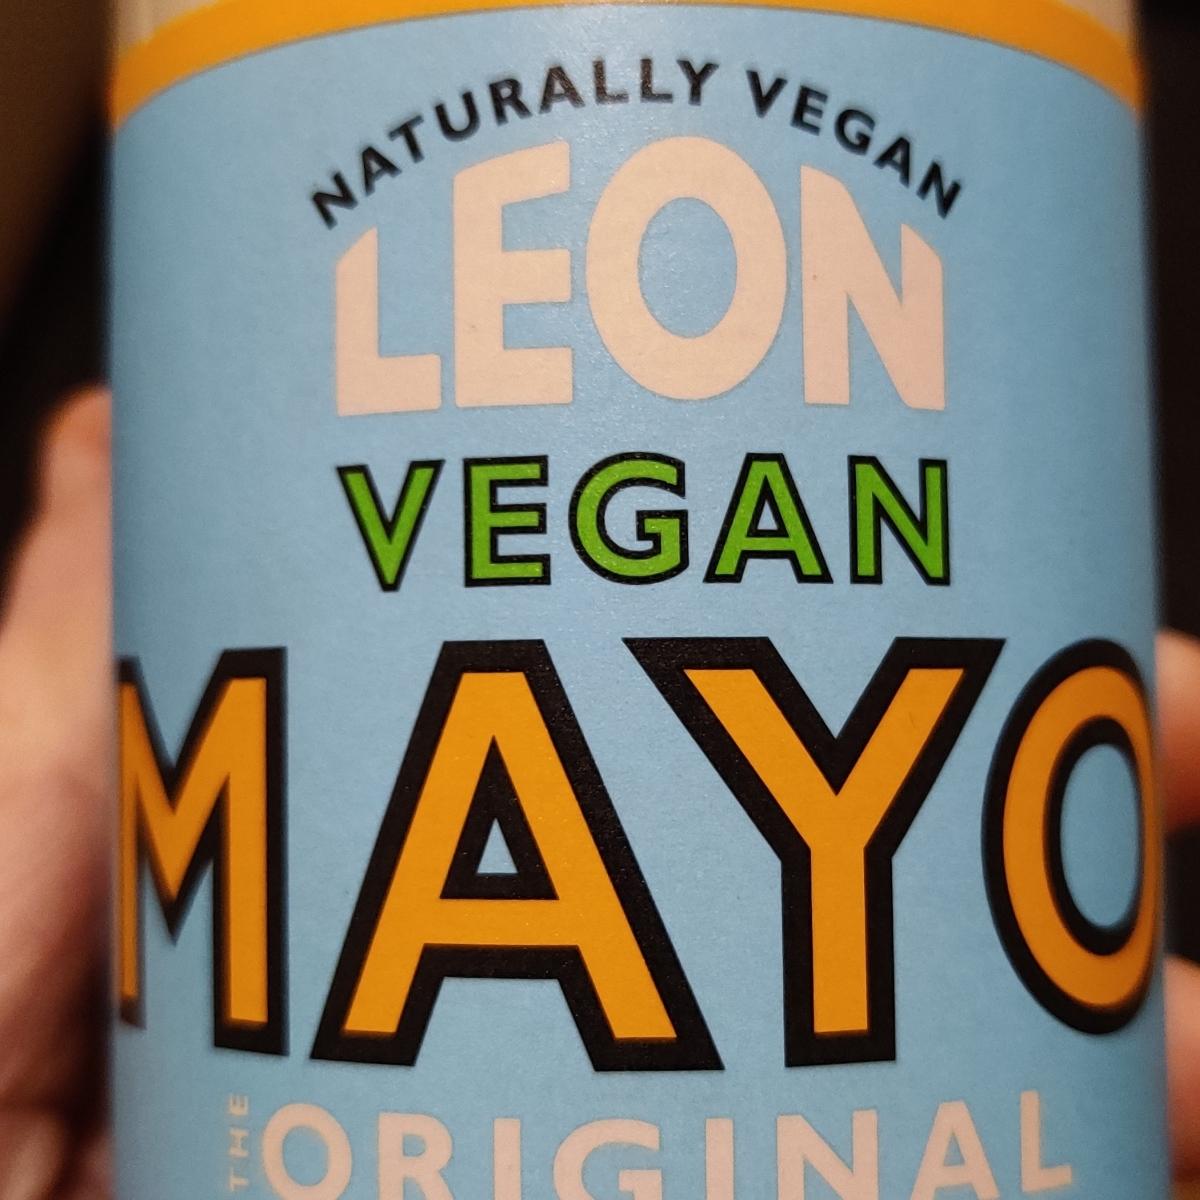 NATURALLY VEGAN
LEON
VEGAN
MAYO
THE ORIGINAL